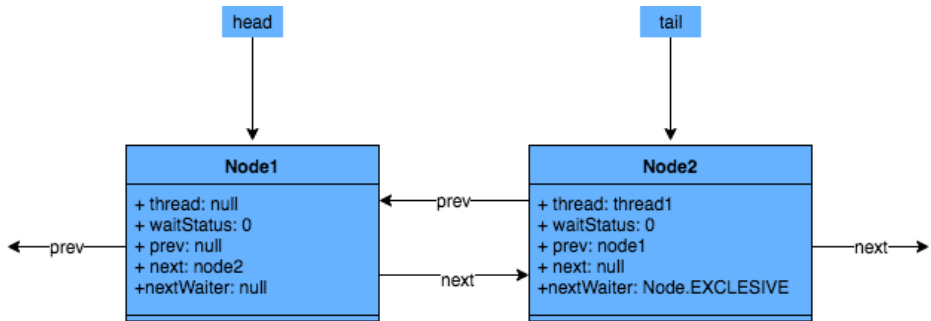 head
tail
Node1
+ thread: null
+ waitStatus: 0
+ prev: null
+ next: node2
+nextWaiter: null
Node2
+ thread: thread1
+ waitStatus: 0
+ prev: node1
+ next: null
+nextWaiter: Node.EXCLESIVE
prev
prev
next
next